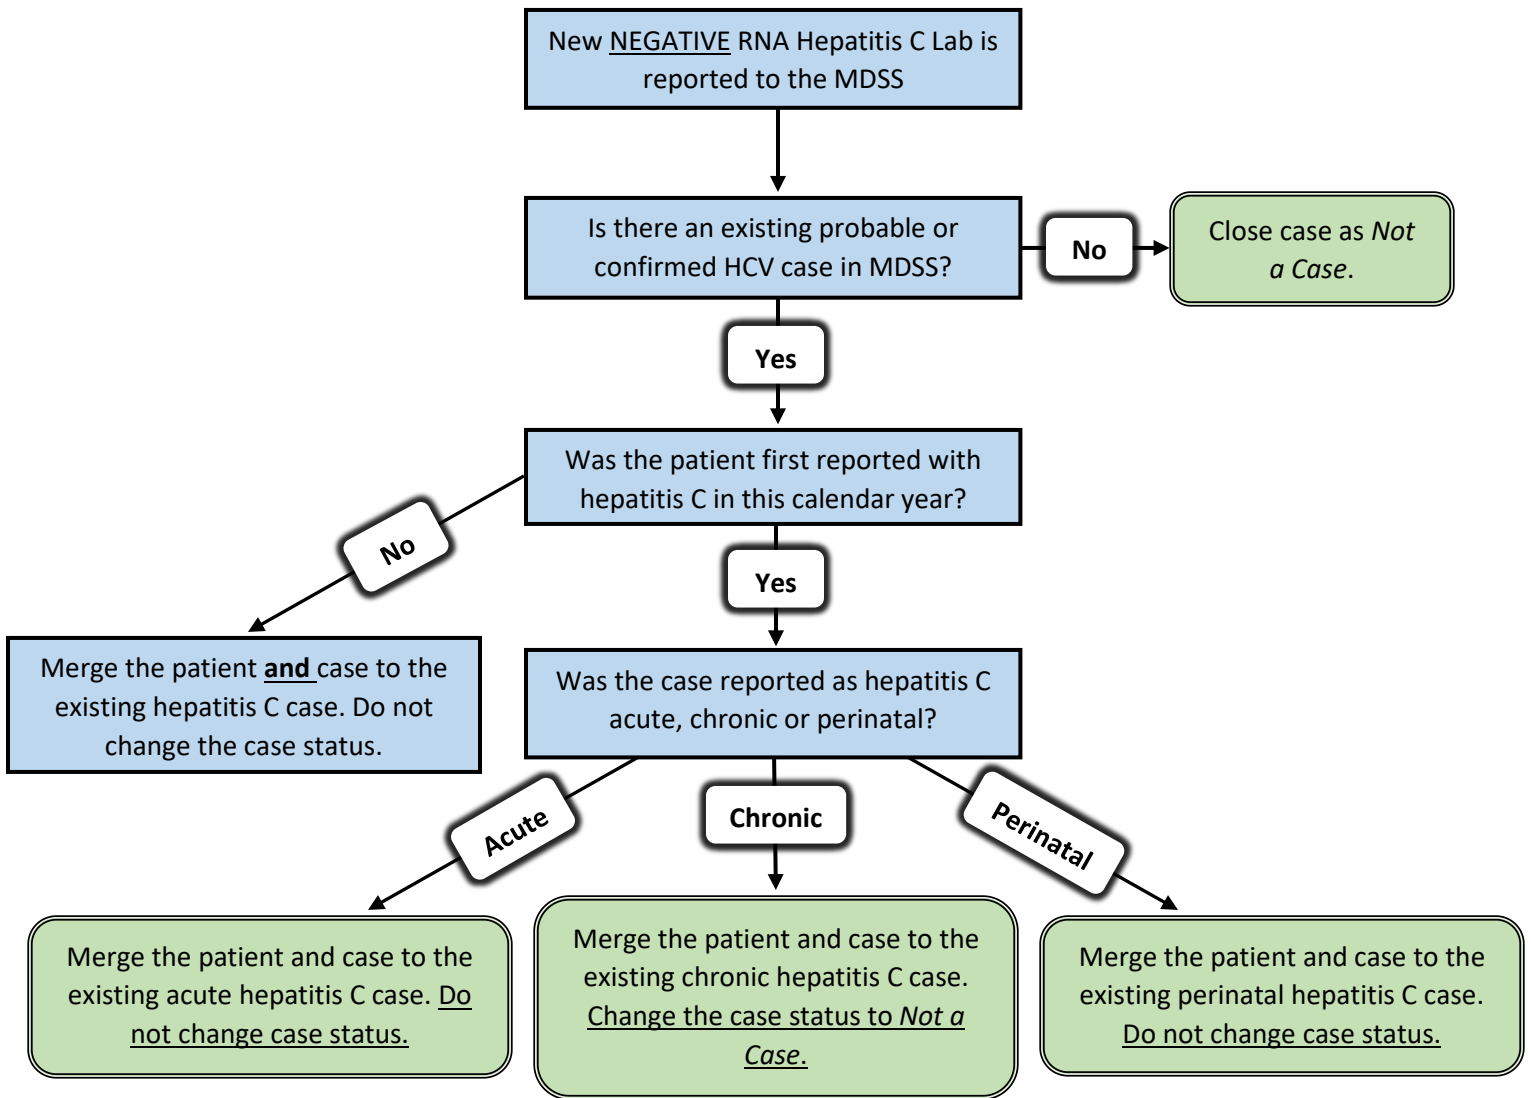 New NEGATIVE RNA Hepatitis C Lab is
reported to the MDSS
Is there an existing probable or
confirmed HCV case in MDSS?
No
Close case as Not
a Case.
Yes
Was the patient first reported with
hepatitis C in this calendar year?
No
Yes
Merge the patient and case to the
existing hepatitis C case. Do not
change the case status.
Was the case reported as hepatitis C
acute, chronic or perinatal?
Acute
Chronic
Perinatal
Merge the patient and case to the
existing acute hepatitis C case. Do
not change case status.
Merge the patient and case to the
existing chronic hepatitis C case.
Change the case status to Not a
Case.
Merge the patient and case to the
existing perinatal hepatitis C case.
Do not change case status.